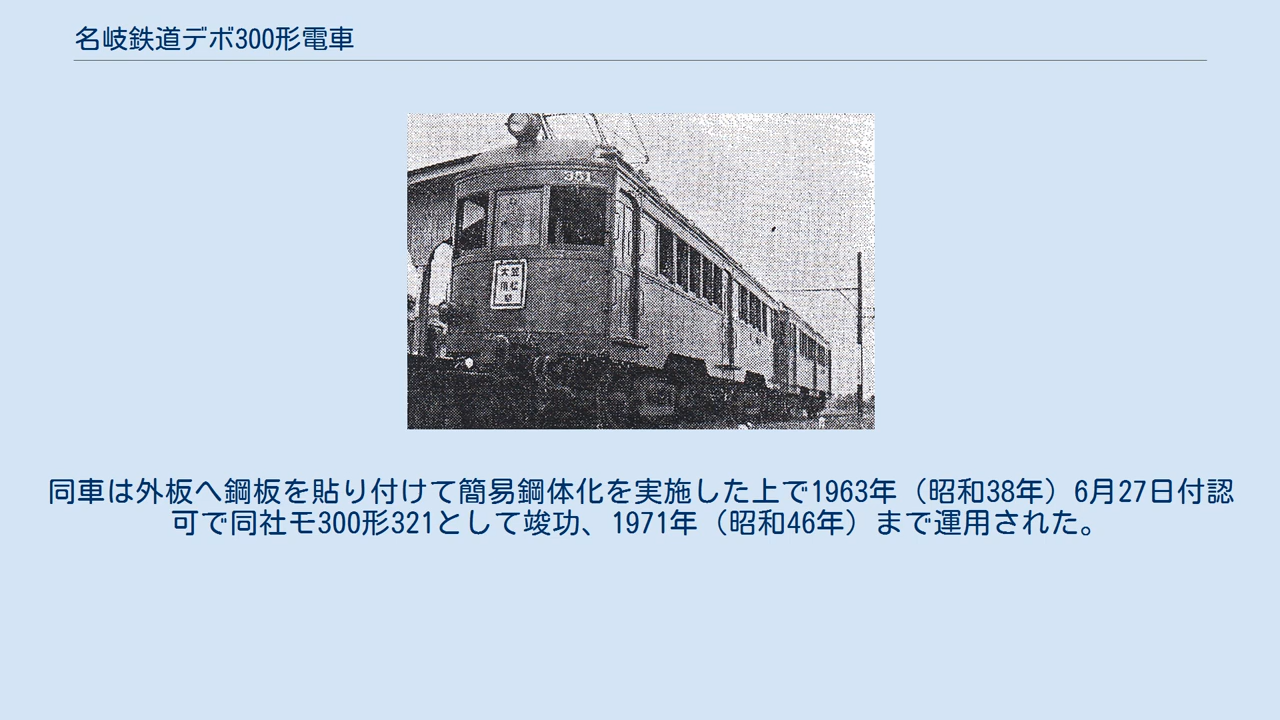 名岐鉄道デボ300形電車
951
同車は外板へ鋼板を貼り付けて簡易鋼体化を実施した上で1963年（昭和38年）6月27日付認
可で同社モ300形321として竣功、1971年（昭和46年）まで運用された。